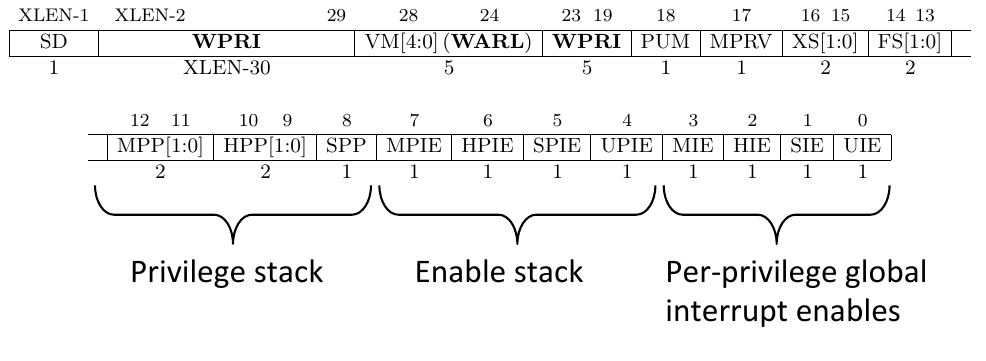 XLEN-1 XLEN-2 29 28 24 23 19 18 17 16 15 14 13
SD WPRI VM[4:0] (WARL) WPRI PUM MPRV XS[1:0] FS[1:0]
1 XLEN-30 5 5 1 1 2 2
12 11 10 9 8 7 6 5 4 3 2 1 0
MPP[1:0] HPP[1:0] SPP MPIE HPIE SPIE UPIE MIE HIE SIE UIE
2 2 1 1 1 1 1 1 1 1 1
Privilege stack Enable stack Per-privilege global
interrupt enables